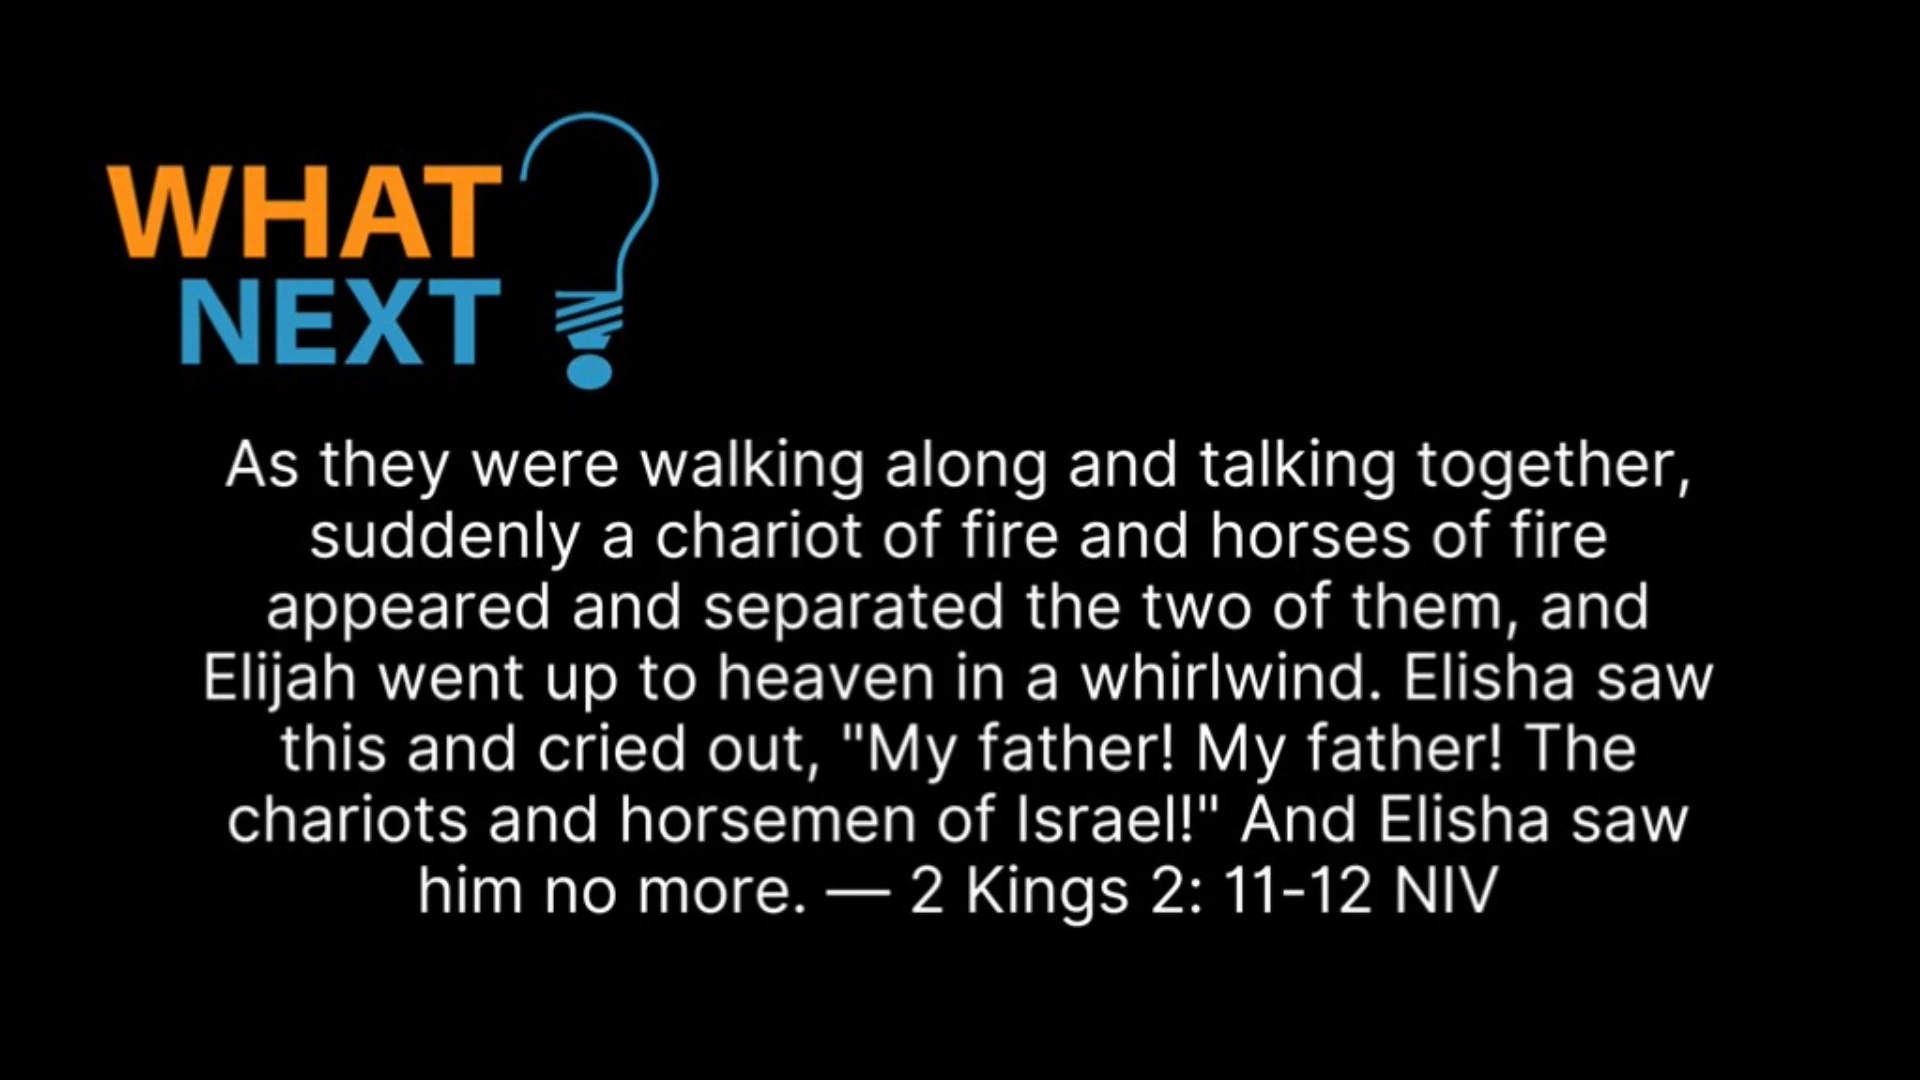 WHAT
NEXT
As they were walking along and talking together,
suddenly a chariot of fire and horses of fire
appeared and separated the two of them, and
Elijah went up to heaven in a whirlwind. Elisha saw
this and cried out, "My father! My father! The
chariots and horsemen of Israel!" And Elisha saw
him no more. — 2 Kings 2: 11-12 NIV